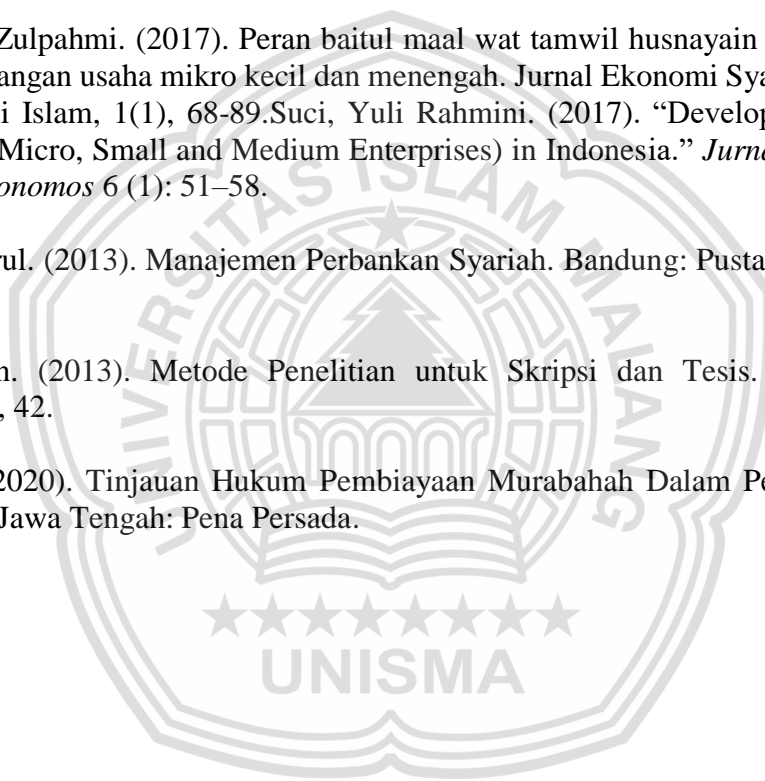 Zulpahmi. (2017). Peran baitul maal wat tamwil husnayain
angan usaha mikro kecil dan menengah. Jurnal Ekonomi Sya
i Islam, 1(1), 68-89.Suci, Yuli Rahmini. (2017). “Develop
Micro, Small and Medium Enterprises) in Indonesia.” Jurna
onomos 6 (1): 51–58.
rul. (2013). Manajemen Perbankan Syariah. Bandung: Pusta
n. (2013). Metode Penelitian untuk Skripsi dan Tesis.
, 42.
2020). Tinjauan Hukum Pembiayaan Murabahah Dalam Pe
Jawa Tengah: Pena Persada.
UNIVERSITAS ISLAM MALANG
UNISMA